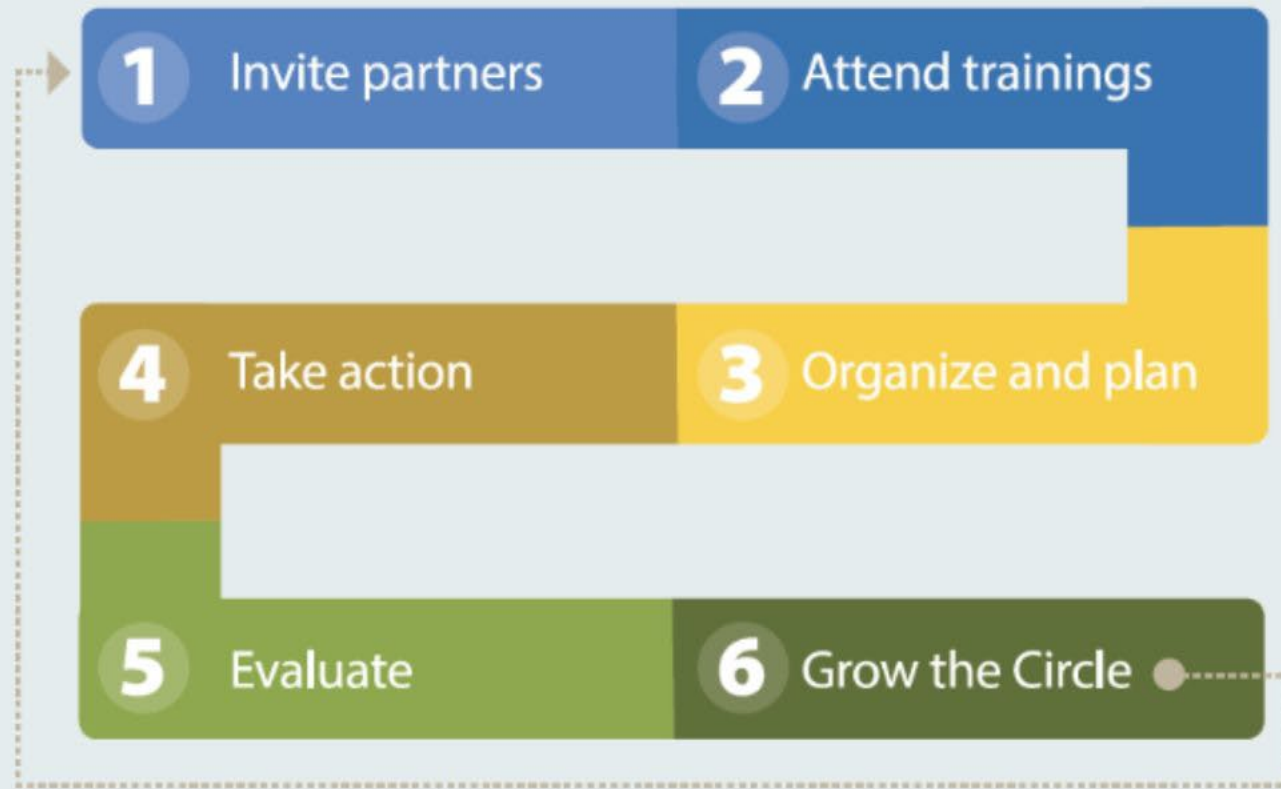 1 Invite partners
2 Attend trainings
3 Organize and plan
4 Take action
5 Evaluate
6 Grow the Circle